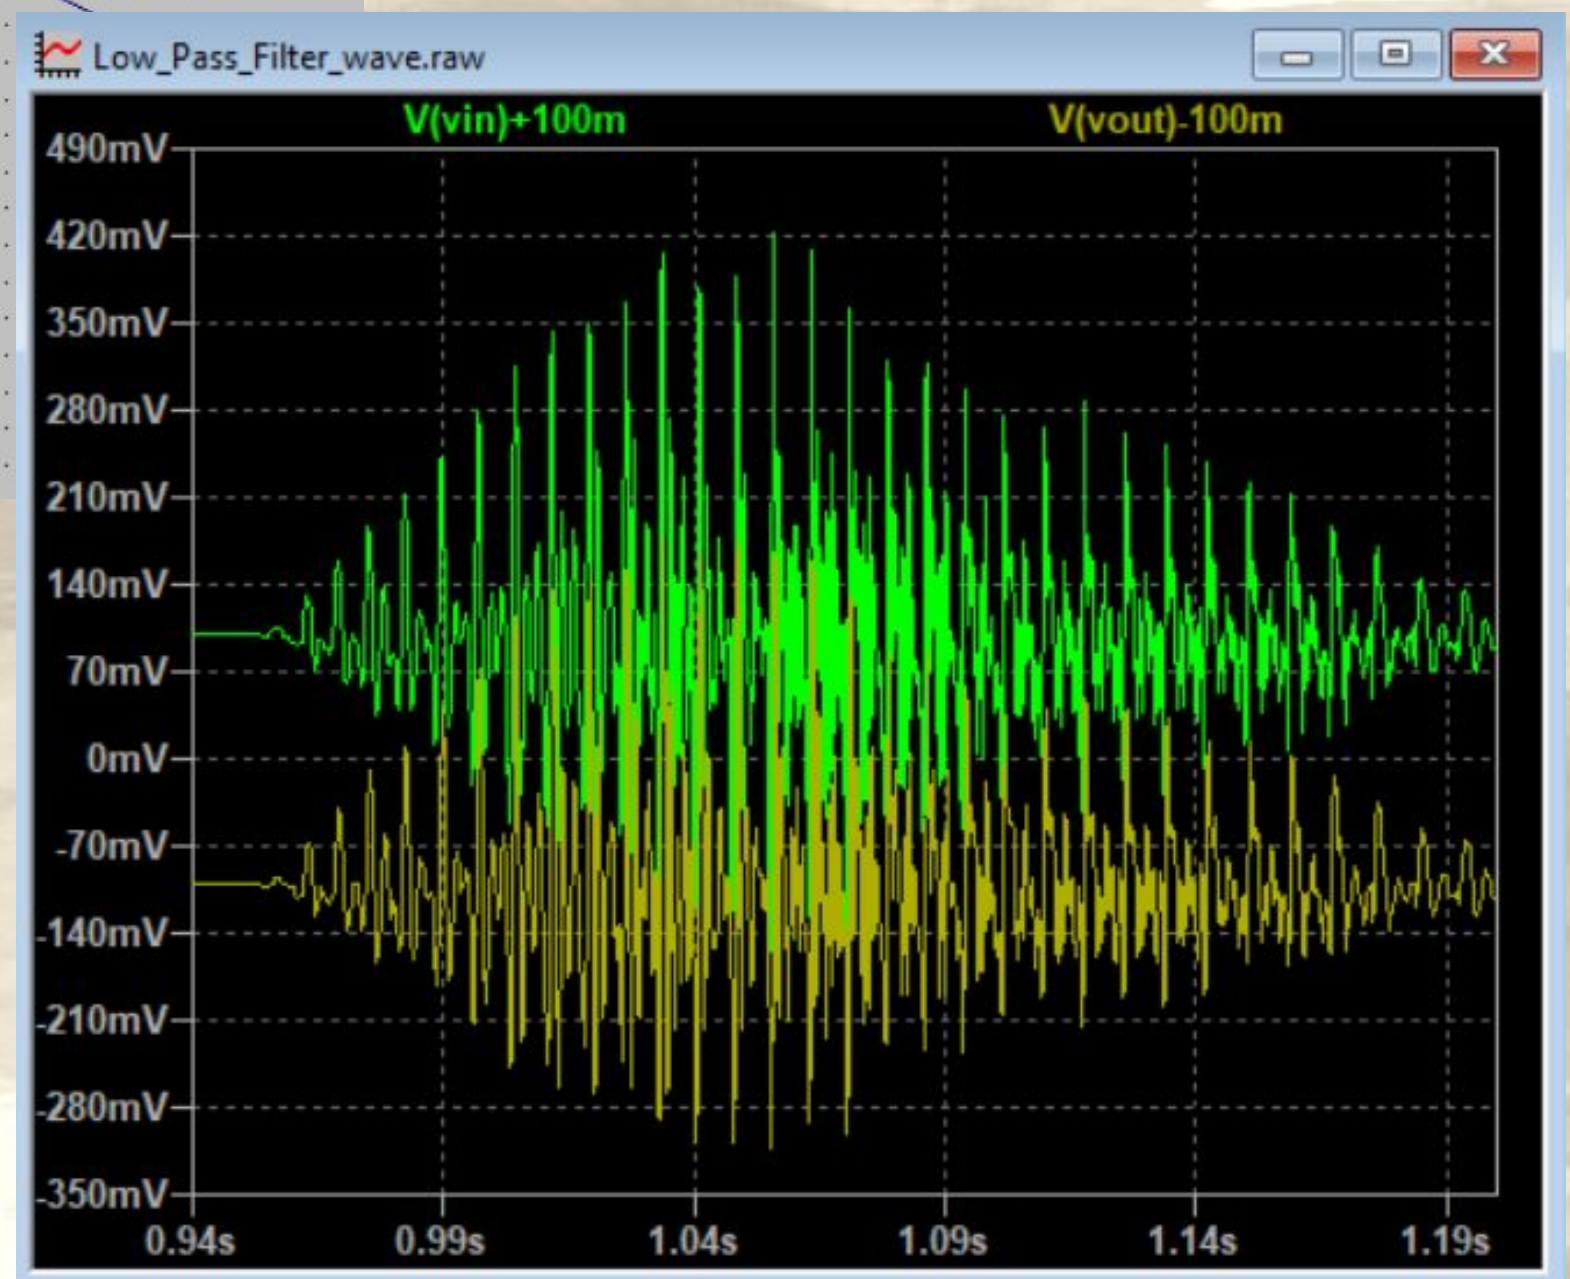 Low_Pass_Filter_wave.raw
V(vin)+100m V(vout)-100m
490mV
420mV
350mV
280mV
210mV
140mV
70mV
0mV
-70mV
-140mV
-210mV
-280mV
-350mV
0.94s 0.99s 1.04s 1.09s 1.14s 1.19s